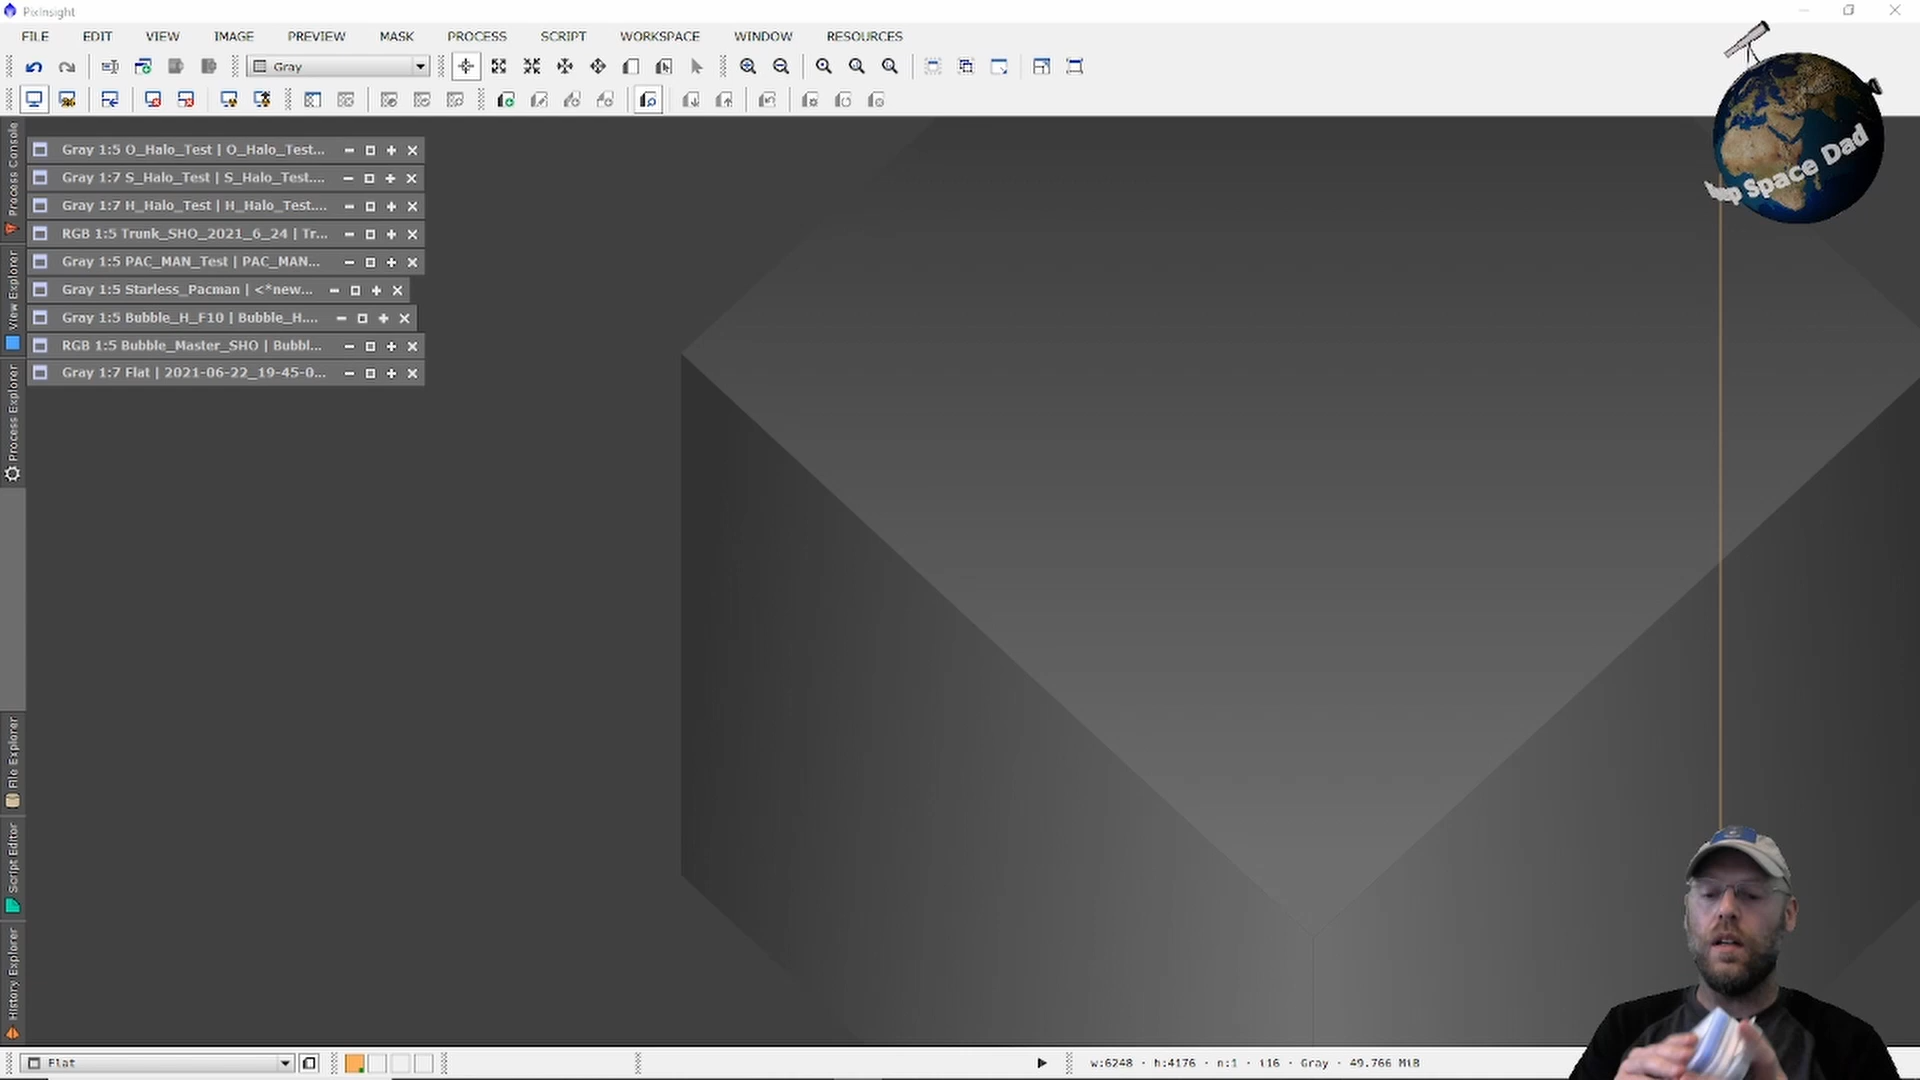 PixInsight
FILE EDIT VIEW IMAGE PREVIEW MASK PROCESS SCRIPT WORKSPACE WINDOW RESOURCES
Gray
Process Console
View Explorer
Process Explorer
File Explorer
Script Editor
History Explorer
Gray 1:5 O_Halo_Test | O_Halo_Test...
Gray 1:7 S_Halo_Test | S_Halo_Test....
Gray 1:7 H_Halo_Test | H_Halo_Test....
RGB 1:5 Trunk_SHO_2021_6_24 | Tr...
Gray 1:5 PAC_MAN_Test | PAC_MAN...
Gray 1:5 Starless_Pacman | <*new...
Gray 1:5 Bubble_H_F10 | Bubble_H....
RGB 1:5 Bubble_Master_SHO | Bubbl...
Gray 1:7 Flat | 2021-06-22_19-45-0...
Space Dad
Flat
w:6248 · h:4176 · n:1 · i16 · Gray · 49.766 MiB